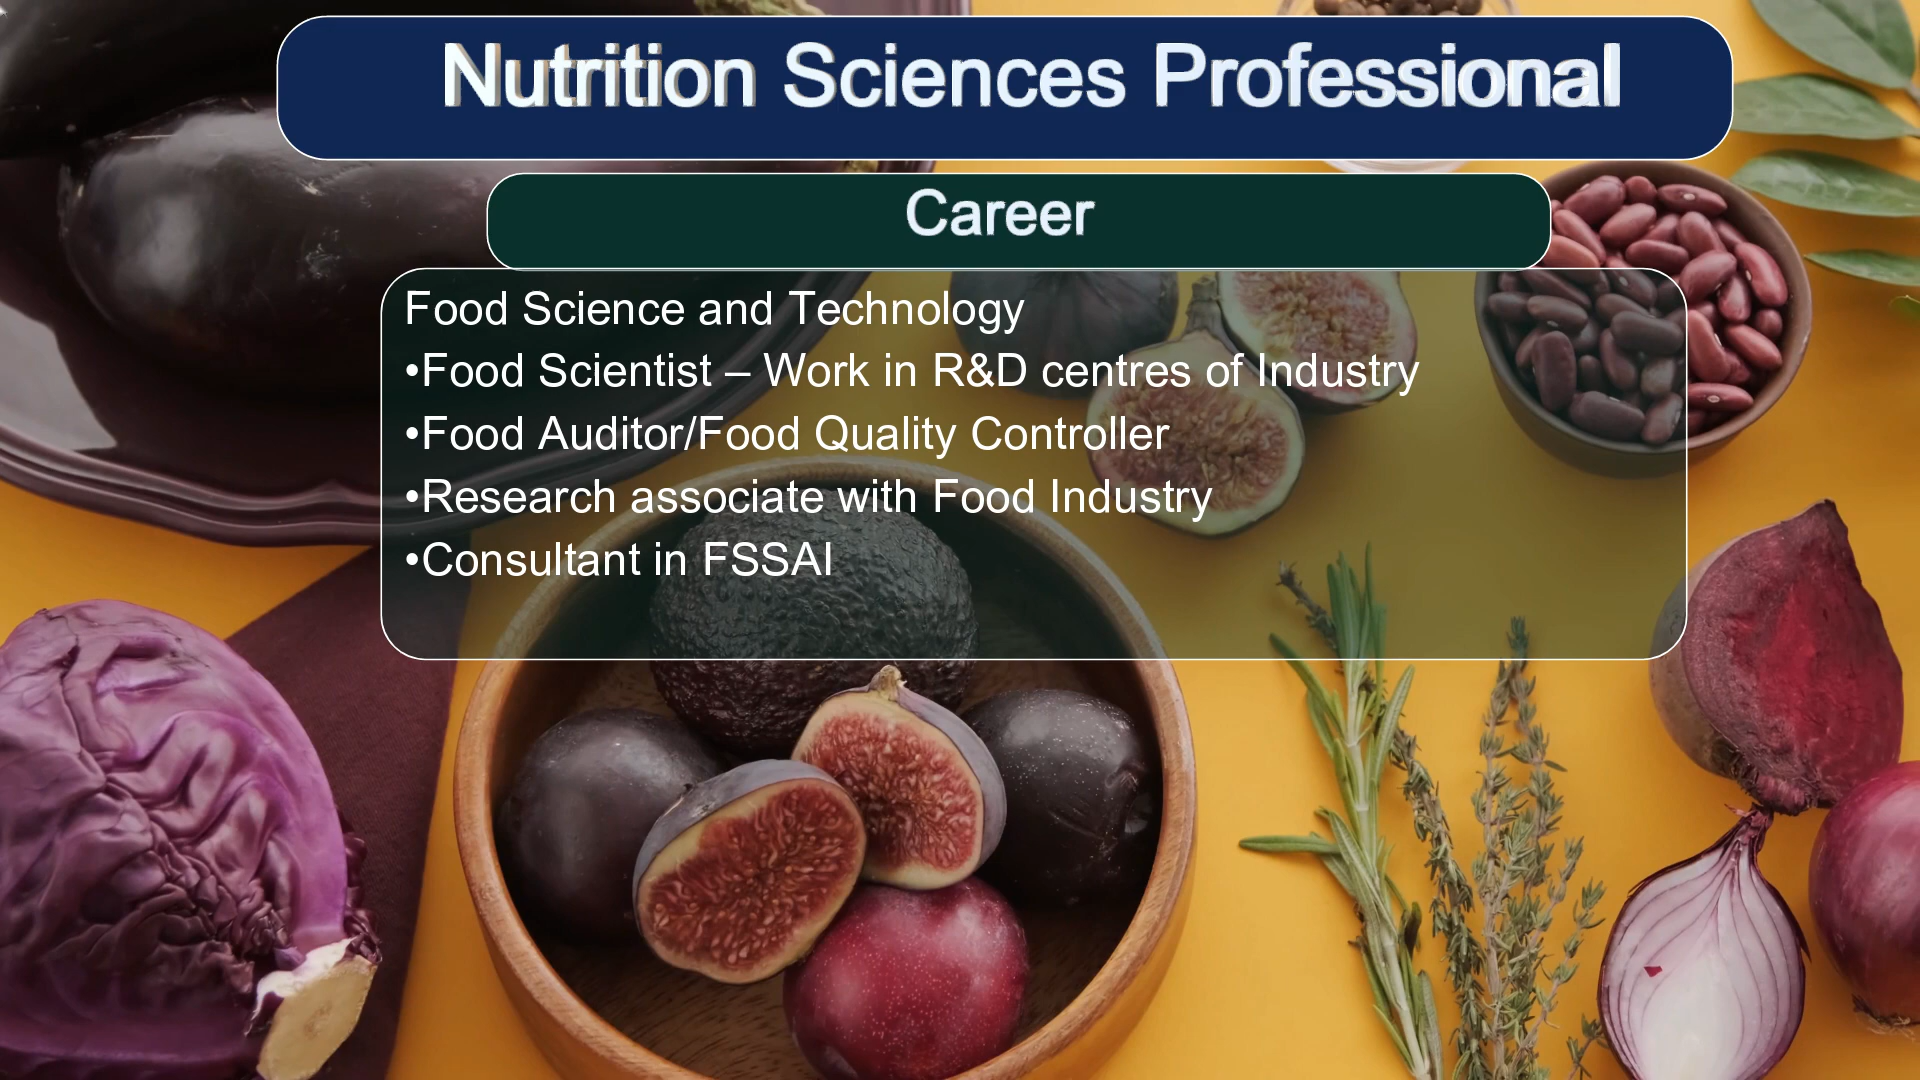 Nutrition Sciences Professional
Career
Food Science and Technology
•Food Scientist – Work in R&D centres of Industry
•Food Auditor/Food Quality Controller
•Research associate with Food Industry
•Consultant in FSSAI